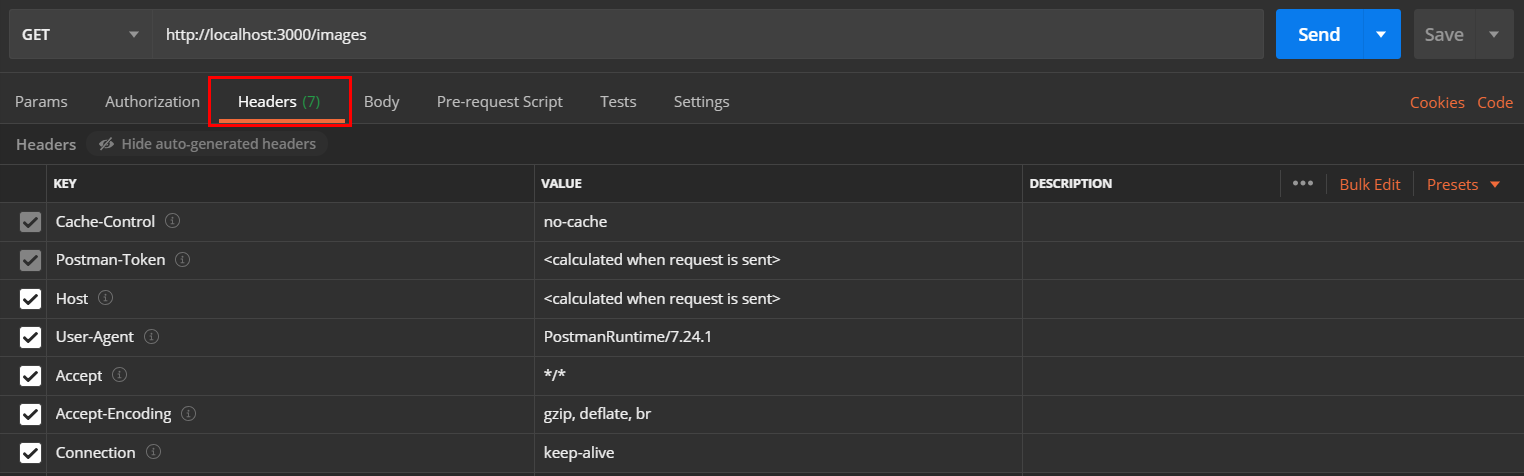 GET http://localhost:3000/images Send Save
Params Authorization Headers (7) Body Pre-request Script Tests Settings Cookies Code
Headers Hide auto-generated headers
KEY VALUE DESCRIPTION ••• Bulk Edit Presets
Cache-Control no-cache
Postman-Token <calculated when request is sent>
Host <calculated when request is sent>
User-Agent PostmanRuntime/7.24.1
Accept */*
Accept-Encoding gzip, deflate, br
Connection keep-alive